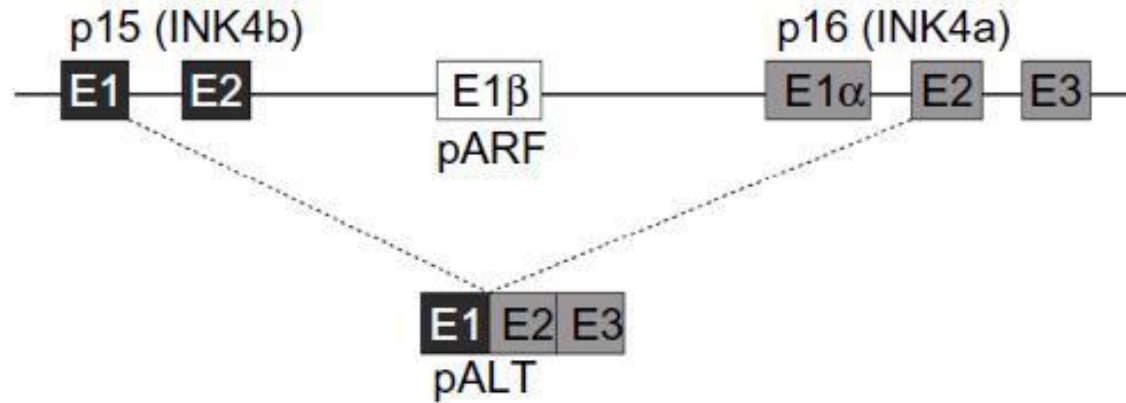 p15 (INK4b) p16 (INK4a)
E1 E2 E1β E1α E2 E3
pARF
E1 E2 E3
pALT